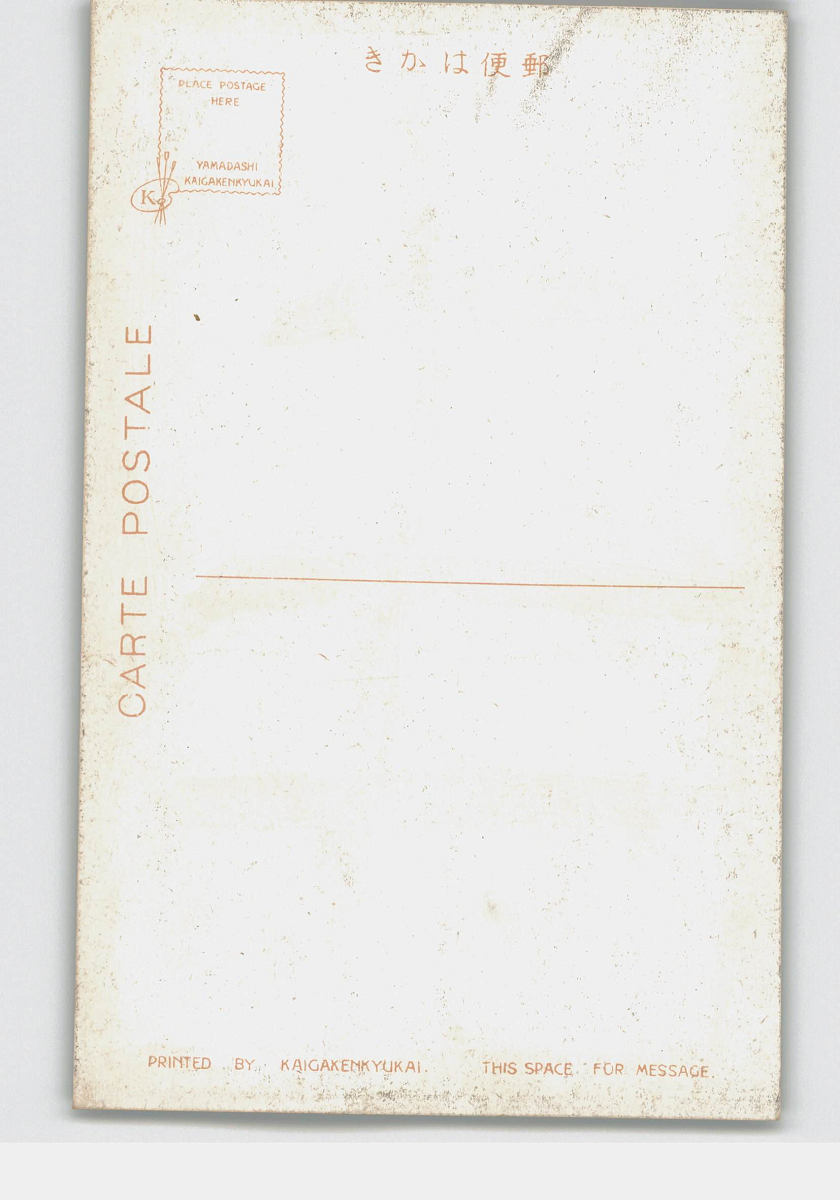 きかは便郵
PLACE POSTAGE
HERE
YAMADASHI
KAIGAKENKYUKAI
K
CARTE POSTALE
PRINTED BY KAIGAKENKYUKAI.
THIS SPACE FOR MESSAGE.